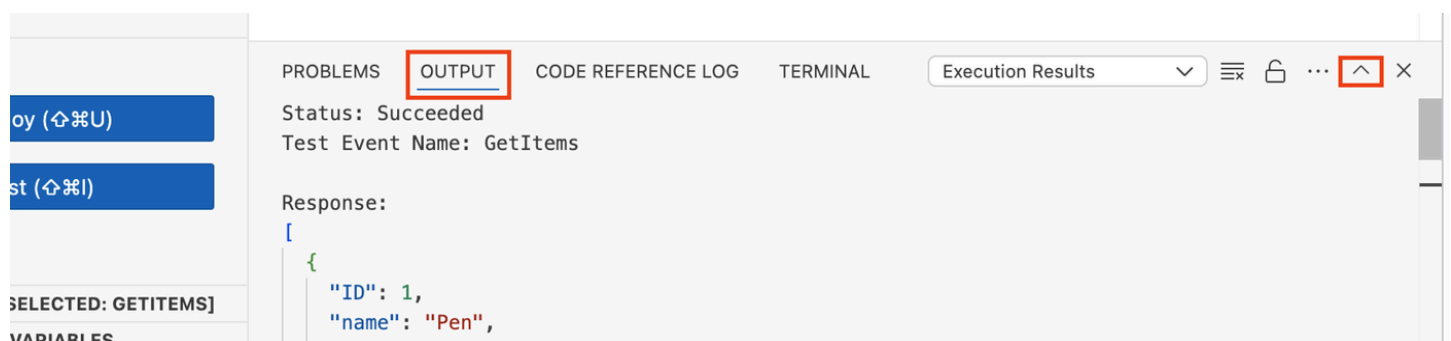 PROBLEMS OUTPUT CODE REFERENCE LOG TERMINAL Execution Results
oy (⇧⌘U)
Status: Succeeded
Test Event Name: GetItems
st (⇧⌘I)
Response:
[
{
"ID": 1,
SELECTED: GETITEMS]
"name": "Pen",
VARIABLES